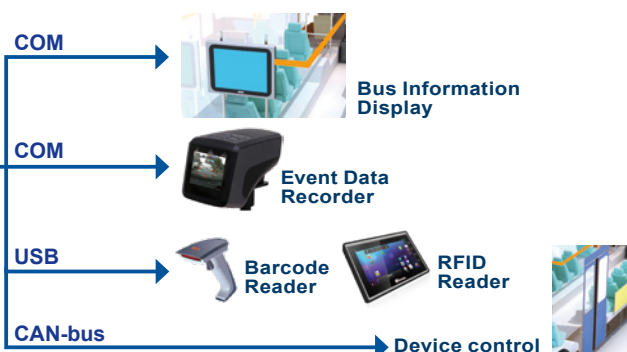 COM
Bus Information
Display
COM
Event Data
Recorder
USB
Barcode
Reader
RFID
Reader
CAN-bus
Device control